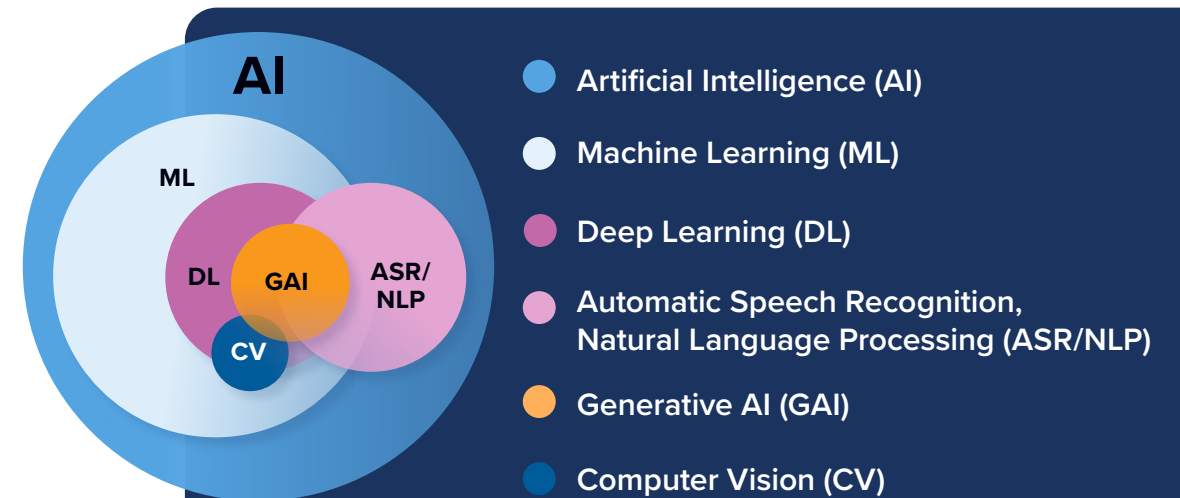 AI
ML
DL
GAI
ASR/
NLP
CV
Artificial Intelligence (AI)
Machine Learning (ML)
Deep Learning (DL)
Automatic Speech Recognition,
Natural Language Processing (ASR/NLP)
Generative AI (GAI)
Computer Vision (CV)